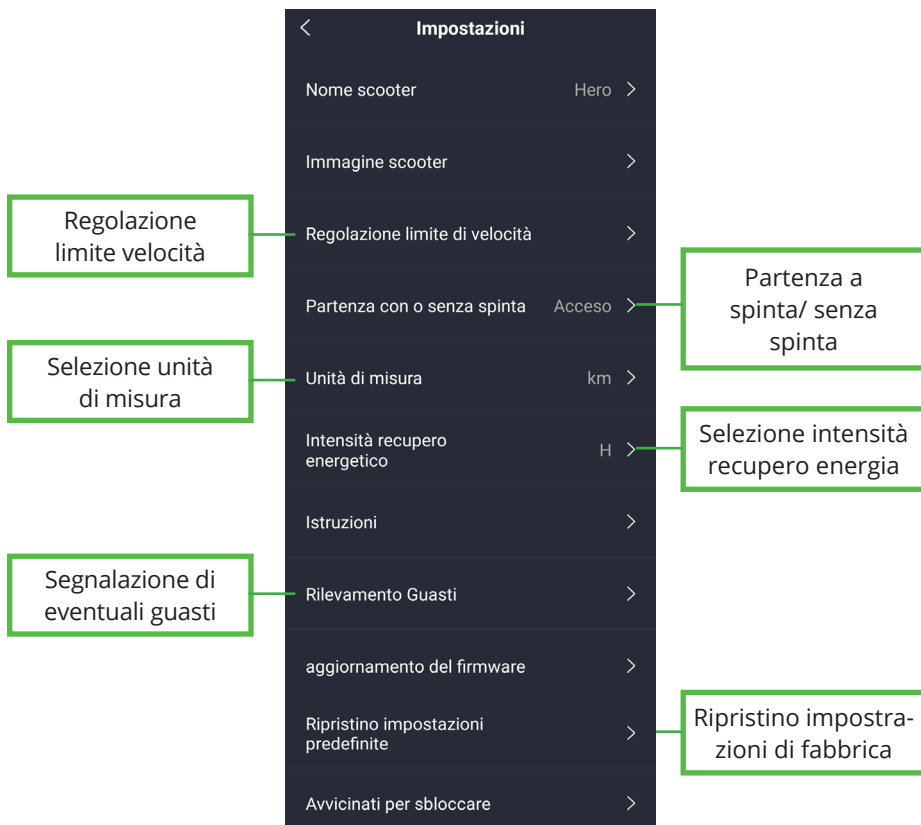 Impostazioni
Nome scooter Hero
Immagine scooter
Regolazione
limite velocità
Regolazione limite di velocità
Partenza con o senza spinta Acceso
Partenza a
spinta/ senza
spinta
Selezione unità
di misura
Unità di misura km
Intensità recupero
energetico H
Selezione intensità
recupero energia
Istruzioni
Segnalazione di
eventuali guasti
Rilevamento Guasti
aggiornamento del firmware
Ripristino impostazioni
predefinite
Ripristino impostra-
zioni di fabbrica
Avvicinati per sbloccare